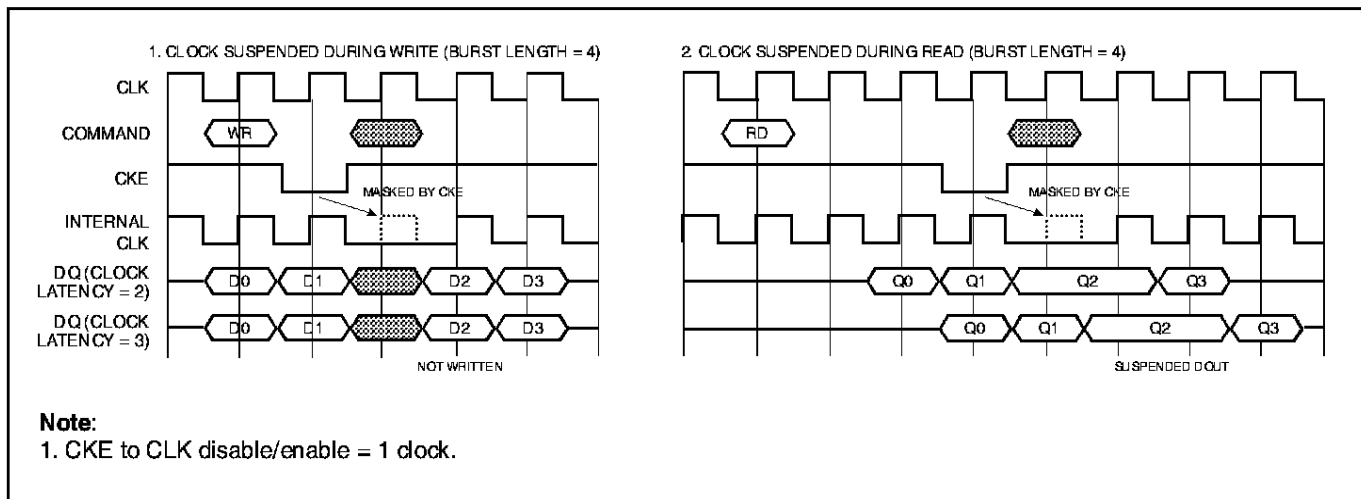 1. CLOCK SUSPENDED DURING WRITE (BURST LENGTH = 4)
2. CLOCK SUSPENDED DURING READ (BURST LENGTH = 4)
CLK
COMMAND
WR
RD
CKE
MASKED BY CKE
MASKED BY CKE
INTERNAL
CLK
DQ (CLOCK
LATENCY = 2)
D0
D1
D2
D3
Q0
Q1
Q2
Q3
DQ (CLOCK
LATENCY = 3)
D0
D1
D2
D3
Q0
Q1
Q2
Q3
NOT WRITTEN
SUSPENDED DOUT
Note:
1. CKE to CLK disable/enable = 1 clock.